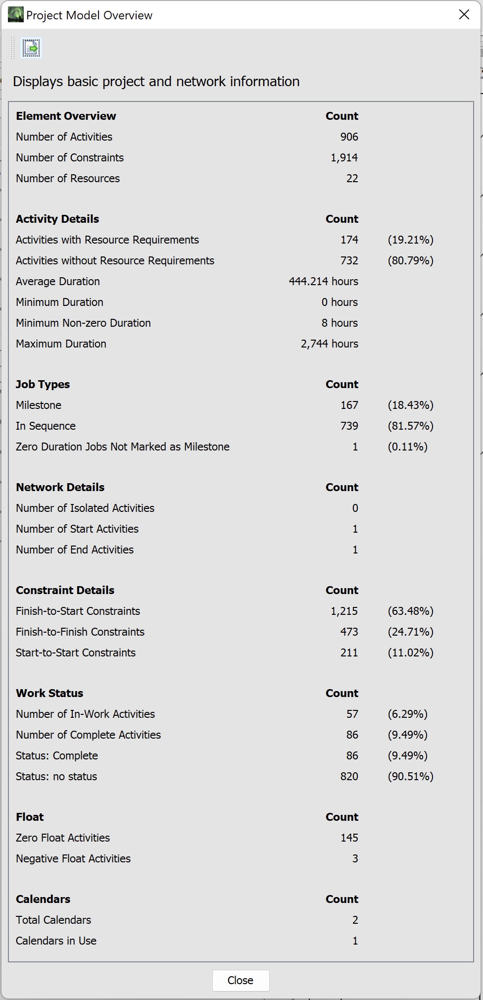 Project Model Overview
Displays basic project and network information
Element Overview Count
Number of Activities 906
Number of Constraints 1,914
Number of Resources 22
Activity Details Count
Activities with Resource Requirements 174 (19.21%)
Activities without Resource Requirements 732 (80.79%)
Average Duration 444.214 hours
Minimum Duration 0 hours
Minimum Non-zero Duration 8 hours
Maximum Duration 2,744 hours
Job Types Count
Milestone 167 (18.43%)
In Sequence 739 (81.57%)
Zero Duration Jobs Not Marked as Milestone 1 (0.11%)
Network Details Count
Number of Isolated Activities 0
Number of Start Activities 1
Number of End Activities 1
Constraint Details Count
Finish-to-Start Constraints 1,215 (63.48%)
Finish-to-Finish Constraints 473 (24.71%)
Start-to-Start Constraints 211 (11.02%)
Work Status Count
Number of In-Work Activities 57 (6.29%)
Number of Complete Activities 86 (9.49%)
Status: Complete 86 (9.49%)
Status: no status 820 (90.51%)
Float Count
Zero Float Activities 145
Negative Float Activities 3
Calendars Count
Total Calendars 2
Calendars in Use 1
Close